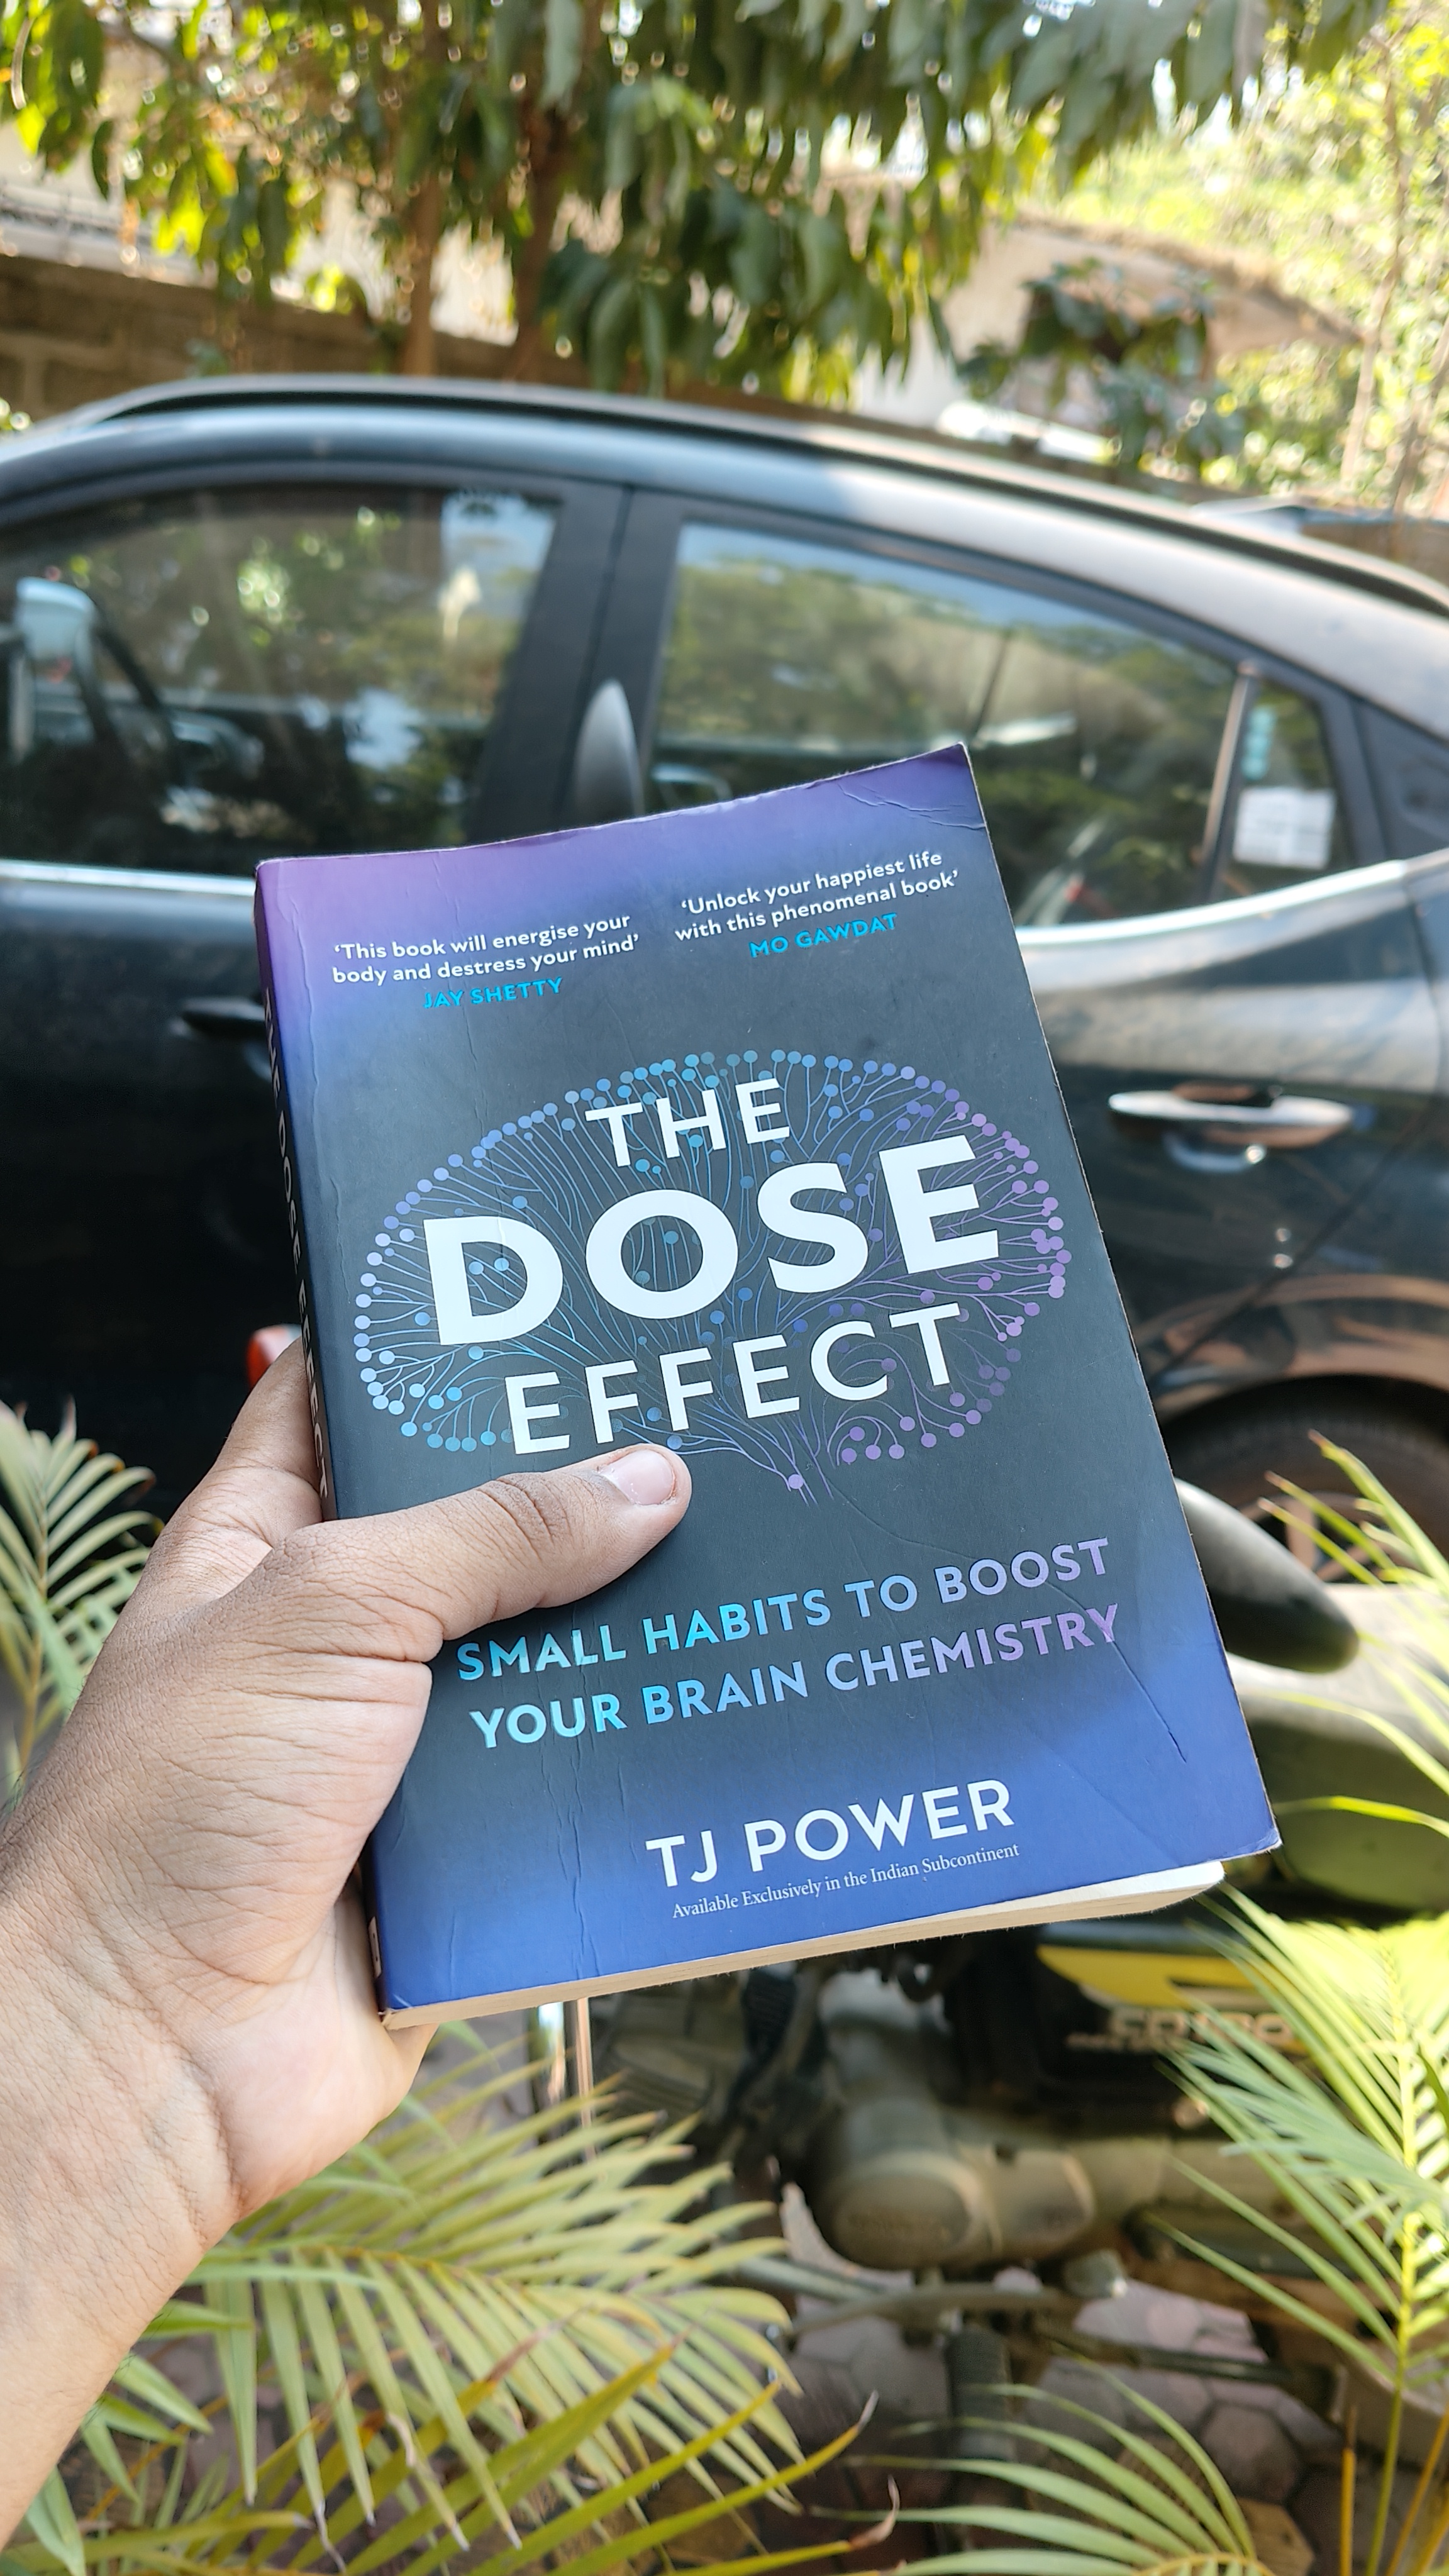 'This book will energise your
body and destress your mind'
JAY SHETTY
'Unlock your happiest life
with this phenomenal book'
MO GAWDAT
THE
DOSE
EFFECT
SMALL HABITS TO BOOST
YOUR BRAIN CHEMISTRY
TJ POWER
Available Exclusively in the Indian Subcontinent
THE DOSE EFFECT